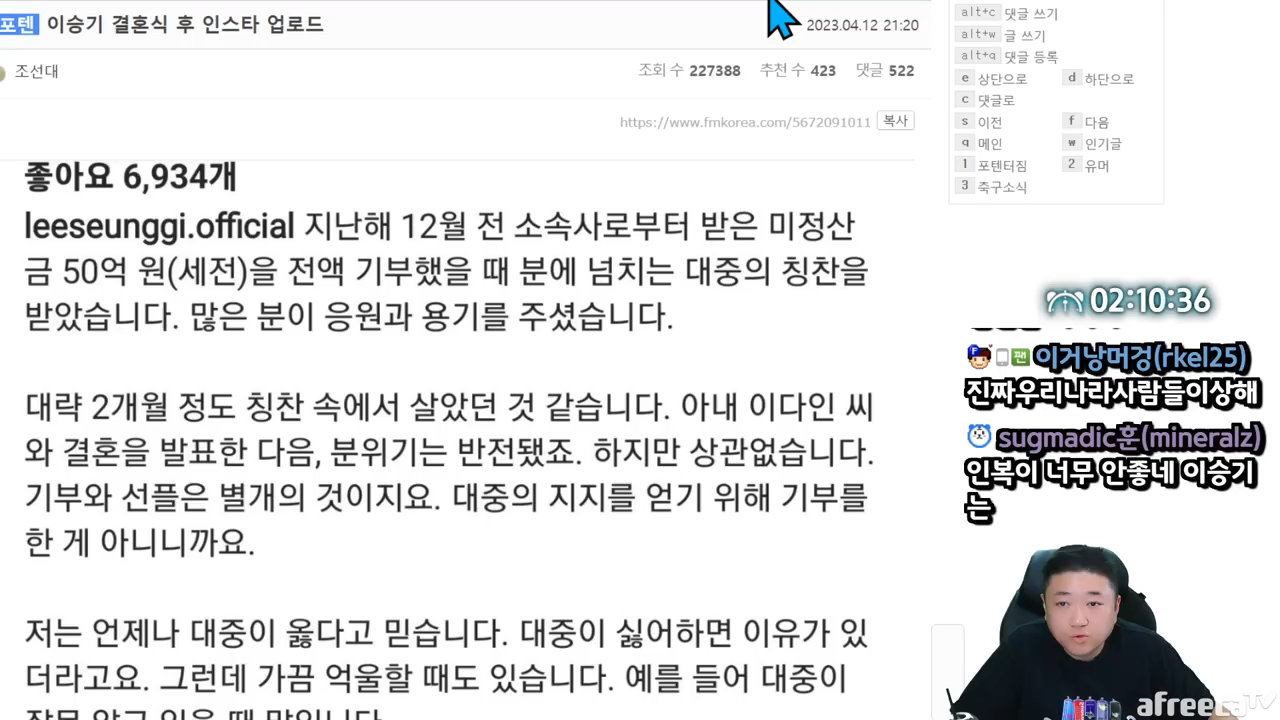 포텐 이승기 결혼식 후 인스타 업로드
2023.04.12 21:20
조선대
조회 수 227388 추천 수 423 댓글 522
https://www.fmkorea.com/5672091011 복사
좋아요 6,934개
leeseunggi.official 지난해 12월 전 소속사로부터 받은 미정산
금 50억 원(세전)을 전액 기부했을 때 분에 넘치는 대중의 칭찬을
받았습니다. 많은 분이 응원과 용기를 주셨습니다.
대략 2개월 정도 칭찬 속에서 살았던 것 같습니다. 아내 이다인 씨
와 결혼을 발표한 다음, 분위기는 반전됐죠. 하지만 상관없습니다.
기부와 선플은 별개의 것이지요. 대중의 지지를 얻기 위해 기부를
한 게 아니니까요.
저는 언제나 대중이 옳다고 믿습니다. 대중이 싫어하면 이유가 있
더라고요. 그런데 가끔 억울할 때도 있습니다. 예를 들어 대중이
alt+c 댓글 쓰기
alt+w 글 쓰기
alt+q 댓글 등록
e 상단으로 d 하단으로
c 댓글로
s 이전 f 다음
q 메인 w 인기글
1 포텐터짐 2 유머
3 축구소식
02:10:36
팬 이거낭머겅(rkel25)
진짜우리나라사람들이상해
sugmadic훈(mineralz)
인복이 너무 안좋네 이승기
는
afreecaTV